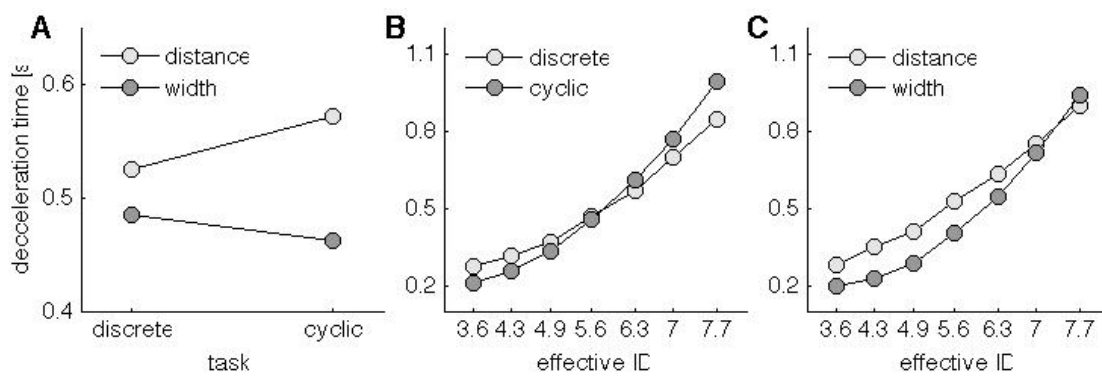 A
distance
width
decceleration time [s
0.6
0.5
0.4
discrete
cyclic
task
B
discrete
cyclic
1.1
0.8
0.5
0.2
3.6 4.3 4.9 5.6 6.3 7 7.7
effective ID
C
distance
width
1.1
0.8
0.5
0.2
3.6 4.3 4.9 5.6 6.3 7 7.7
effective ID